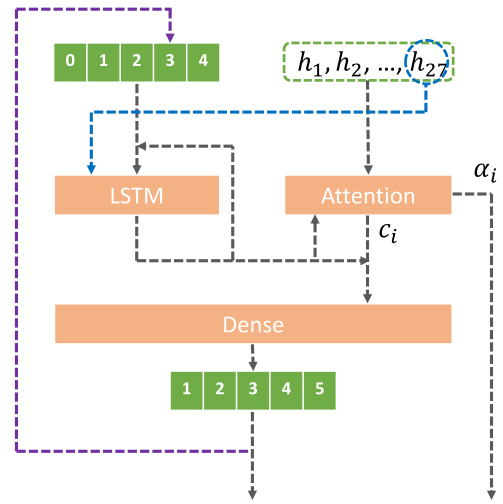 0 1 2 3 4
h₁, h₂, ..., h₂₇
LSTM
Attention
αᵢ
cᵢ
Dense
1 2 3 4 5